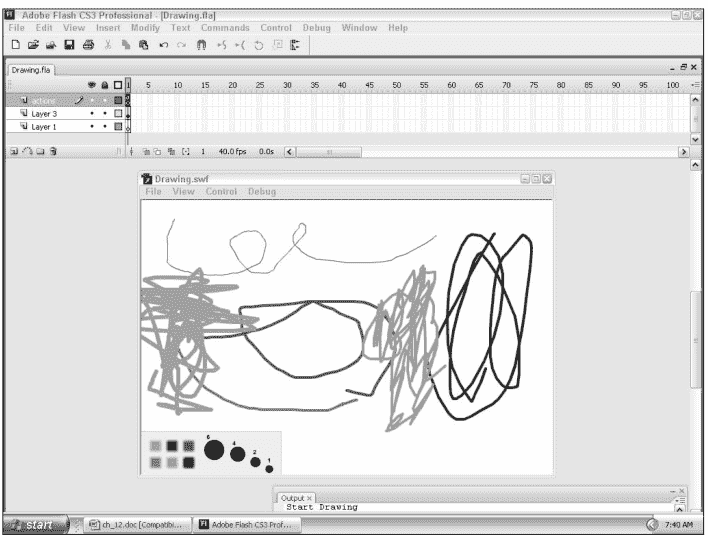 Adobe Flash CS3 Professional - [Drawing.fla]
File Edit View Insert Modify Text Commands Control Debug Window Help
Drawing.fla
1 5 10 15 20 25 30 35 40 45 50 55 60 65 70 75 80 85 90 95 100
actions
Layer 3
Layer 1
1 40.0 fps 0.0s
Drawing.swf
File View Control Debug
6 4 2 1
Output ×
Start Drawing
start ch_12.doc [Compatibi... Adobe Flash CS3 Prof... 7:40 AM